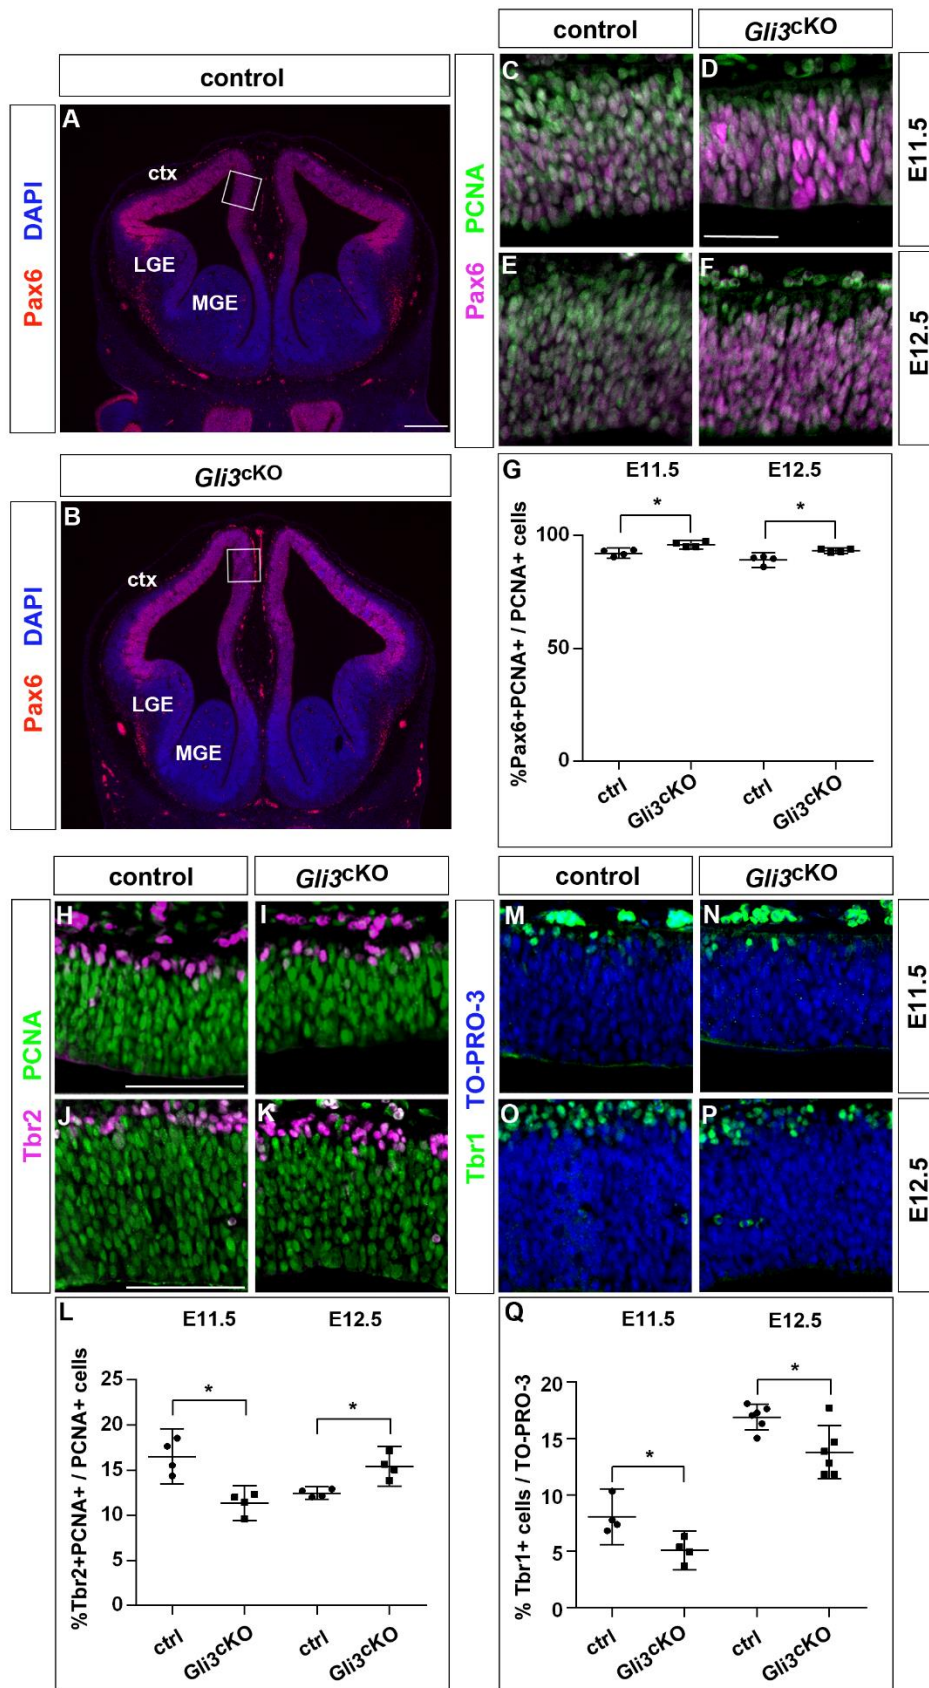 control
Gli3cKO
control
A
ctx
LGE
MGE
Pax6 DAPI
C
D
E11.5
Pax6 PCNA
E
F
E12.5
Gli3cKO
B
ctx
LGE
MGE
Pax6 DAPI
G
E11.5 E12.5
*
*
100
50
0
%Pax6+PCNA+ / PCNA+ cells
ctrl
Gli3cKO
ctrl
Gli3cKO
control
Gli3cKO
control
Gli3cKO
H
I
M
N
E11.5
Tbr2 PCNA
Tbr1 TO-PRO-3
J
K
O
P
E12.5
L
E11.5 E12.5
*
*
25
20
15
10
5
0
%Tbr2+PCNA+ / PCNA+ cells
ctrl
Gli3cKO
ctrl
Gli3cKO
Q
E11.5 E12.5
*
*
20
15
10
5
0
% Tbr1+ cells / TO-PRO-3
ctrl
Gli3cKO
ctrl
Gli3cKO